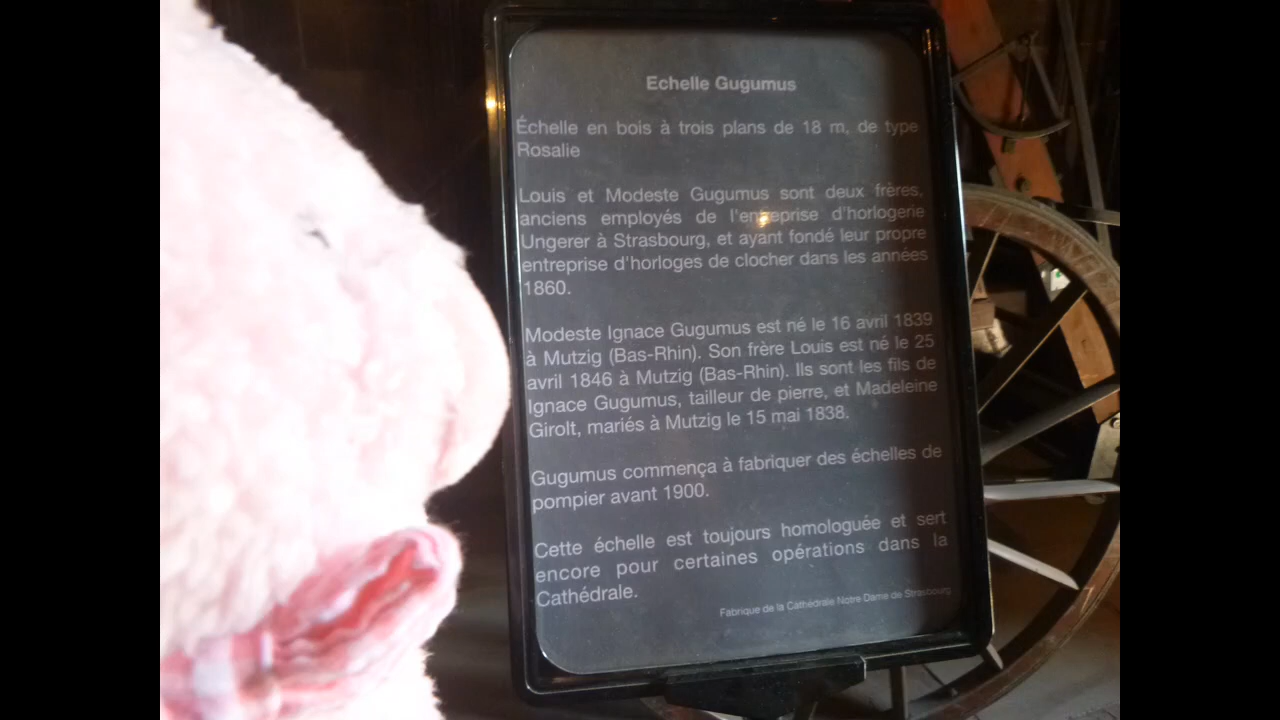 Echelle Gugumus
Échelle en bois à trois plans de 18 m, de type
Rosalie
Louis et Modeste Gugumus sont deux frères,
anciens employés de l'entreprise d'horlogerie
Ungerer à Strasbourg, et ayant fondé leur propre
entreprise d'horloges de clocher dans les années
1860.
Modeste Ignace Gugumus est né le 16 avril 1839
à Mutzig (Bas-Rhin). Son frère Louis est né le 25
avril 1846 à Mutzig (Bas-Rhin). Ils sont les fils de
Ignace Gugumus, tailleur de pierre, et Madeleine
Girolt, mariés à Mutzig le 15 mai 1838.
Gugumus commença à fabriquer des échelles de
pompier avant 1900.
Cette échelle est toujours homologuée et sert
encore pour certaines opérations dans la
Cathédrale.
Fabrique de la Cathédrale Notre Dame de Strasbourg